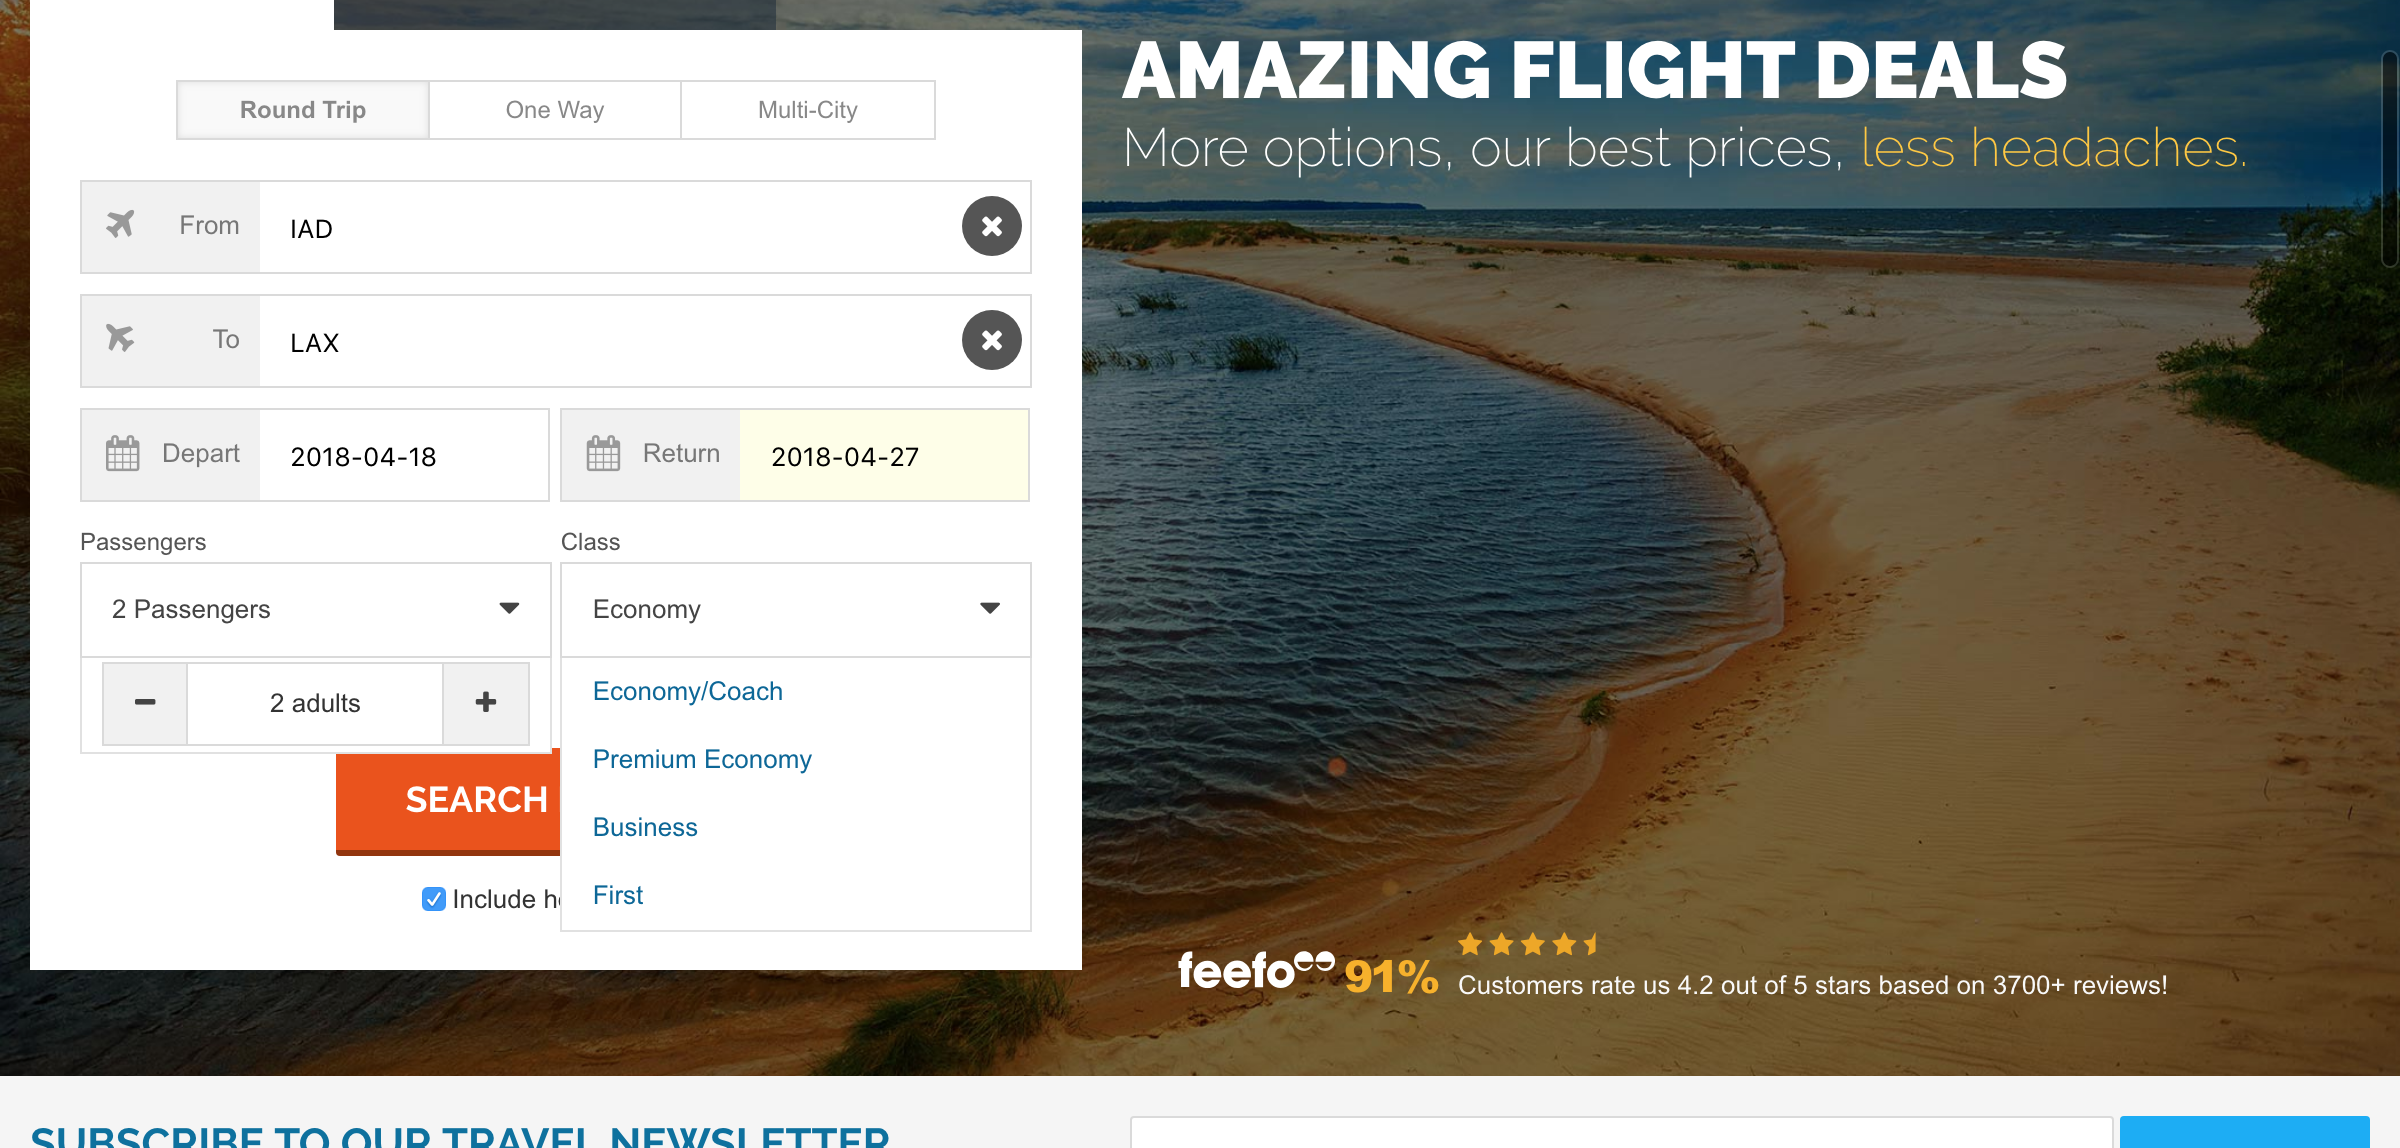 Round Trip One Way Multi-City
From IAD
To LAX
Depart 2018-04-18 Return 2018-04-27
Passengers Class
2 Passengers Economy
2 adults
Economy/Coach
Premium Economy
Business
First
SEARCH
Include
AMAZING FLIGHT DEALS
More options, our best prices, less headaches.
feefo 91%
Customers rate us 4.2 out of 5 stars based on 3700+ reviews!
SUBSCRIBE TO OUR TRAVEL NEWSLETTER